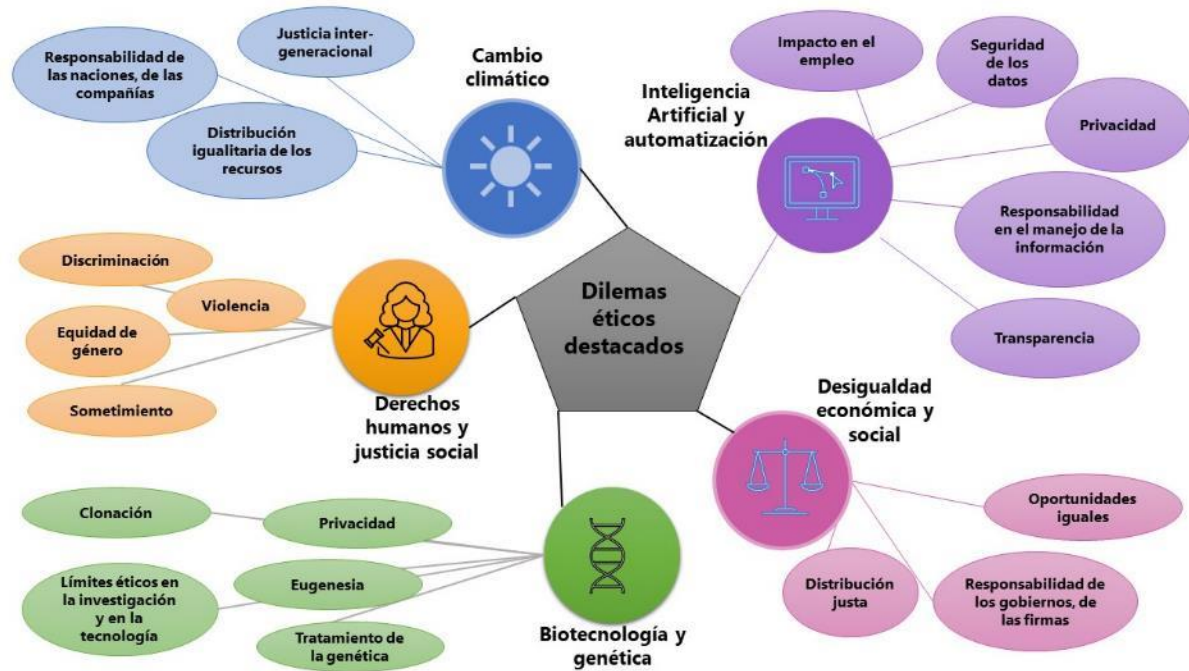 Dilemas
éticos
destacados
Cambio
climático
Justicia inter-
generacional
Responsabilidad de
las naciones, de las
compañías
Distribución
igualitaria de los
recursos
Inteligencia
Artificial y
automatización
Impacto en el
empleo
Seguridad
de los
datos
Privacidad
Responsabilidad
en el manejo de la
información
Transparencia
Derechos
humanos y
justicia social
Discriminación
Violencia
Equidad de
género
Sometimiento
Desigualdad
económica y
social
Oportunidades
iguales
Distribución
justa
Responsabilidad de
los gobiernos, de
las firmas
Biotecnología y
genética
Clonación
Privacidad
Límites éticos en
la investigación
y en la
tecnología
Eugenesia
Tratamiento de
la genética